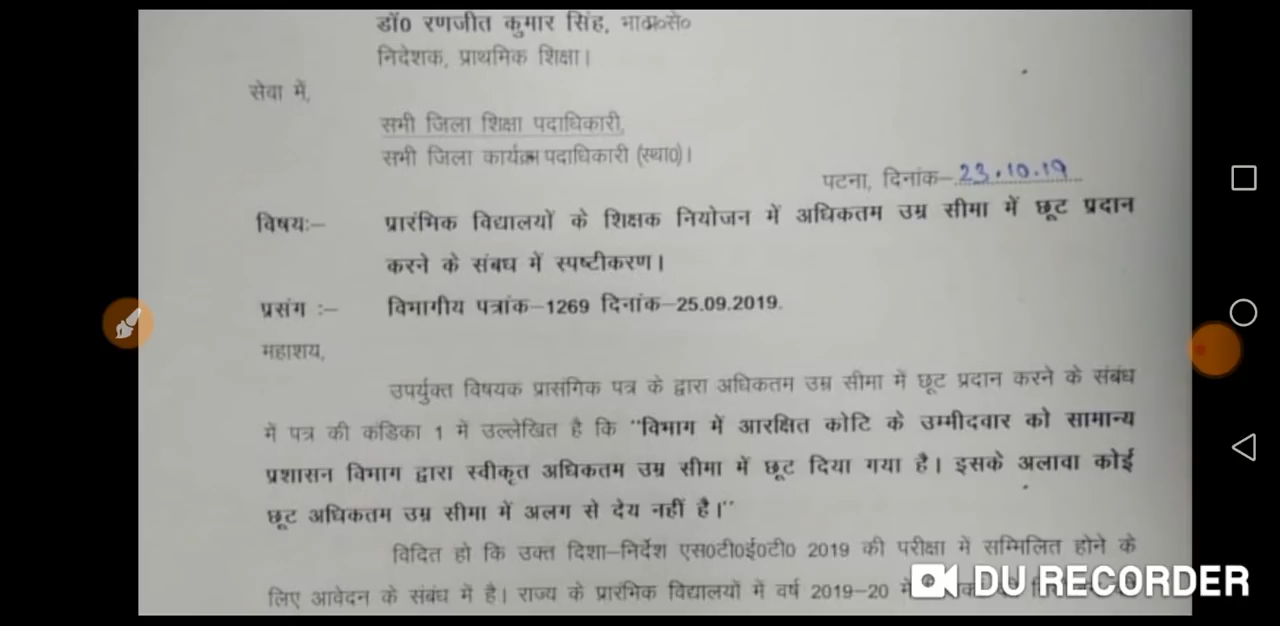 डॉ0 रणजीत कुमार सिंह, भा०प्र०से०
निदेशक, प्राथमिक शिक्षा।
सेवा में,
सभी जिला शिक्षा पदाधिकारी,
सभी जिला कार्यक्रम पदाधिकारी (स्था0)।
पटना, दिनांक- 23.10.19
विषयः- प्रारंभिक विद्यालयों के शिक्षक नियोजन में अधिकतम उम्र सीमा में छूट प्रदान
करने के संबध में स्पष्टीकरण।
प्रसंग :- विभागीय पत्रांक-1269 दिनांक-25.09.2019.
महाशय,
उपर्युक्त विषयक प्रासंगिक पत्र के द्वारा अधिकतम उम्र सीमा में छूट प्रदान करने के संबंध
में पत्र की कंडिका 1 में उल्लेखित है कि "विभाग में आरक्षित कोटि के उम्मीदवार को सामान्य
प्रशासन विभाग द्वारा स्वीकृत अधिकतम उम्र सीमा में छूट दिया गया है। इसके अलावा कोई
छूट अधिकतम उम्र सीमा में अलग से देय नहीं है।"
विदित हो कि उक्त दिशा-निर्देश एस0टी0ई0टी0 2019 की परीक्षा में सम्मिलित होने के
लिए आवेदन के संबंध में है। राज्य के प्रारंभिक विद्यालयों में वर्ष 2019-20 में
DU RECORDER